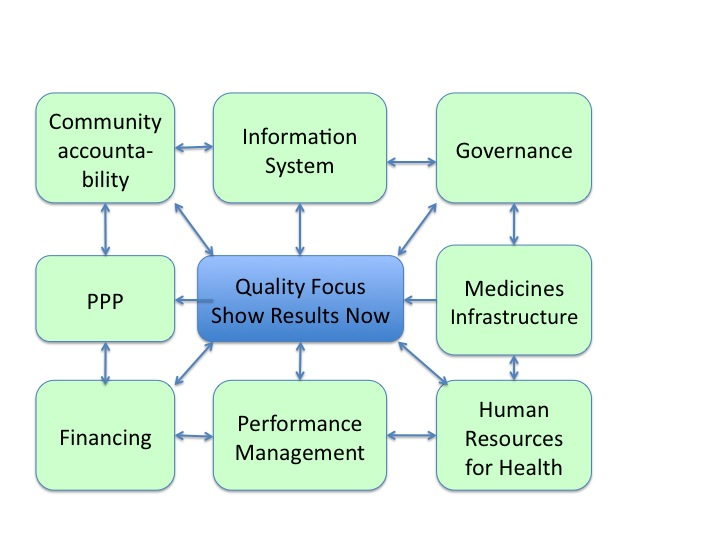 Community
accounta-
bility
Information
System
Governance
PPP
Quality Focus
Show Results Now
Medicines
Infrastructure
Financing
Performance
Management
Human
Resources
for Health